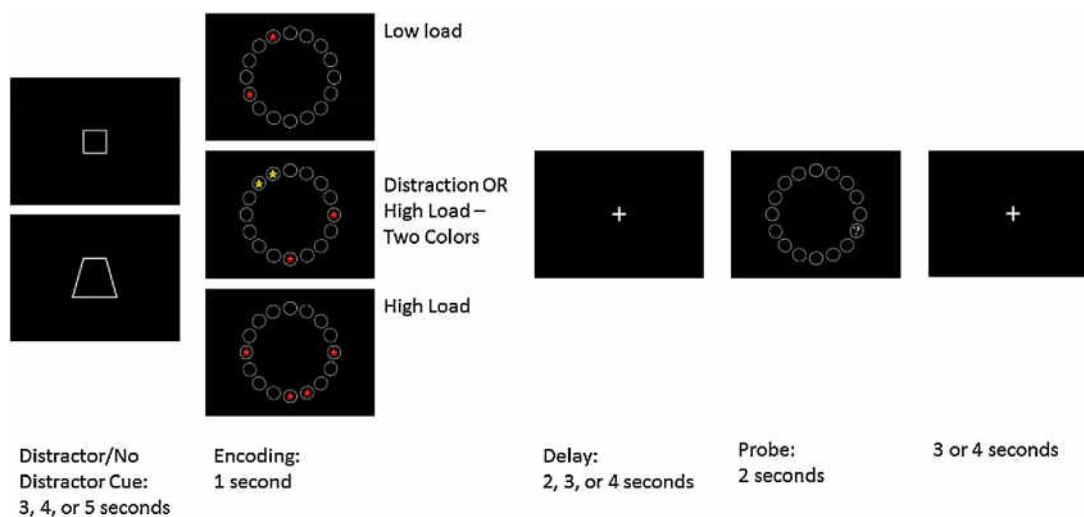 Low load
Distraction OR
High Load –
Two Colors
High Load
?
Distractor/No
Distractor Cue:
3, 4, or 5 seconds
Encoding:
1 second
Delay:
2, 3, or 4 seconds
Probe:
2 seconds
3 or 4 seconds